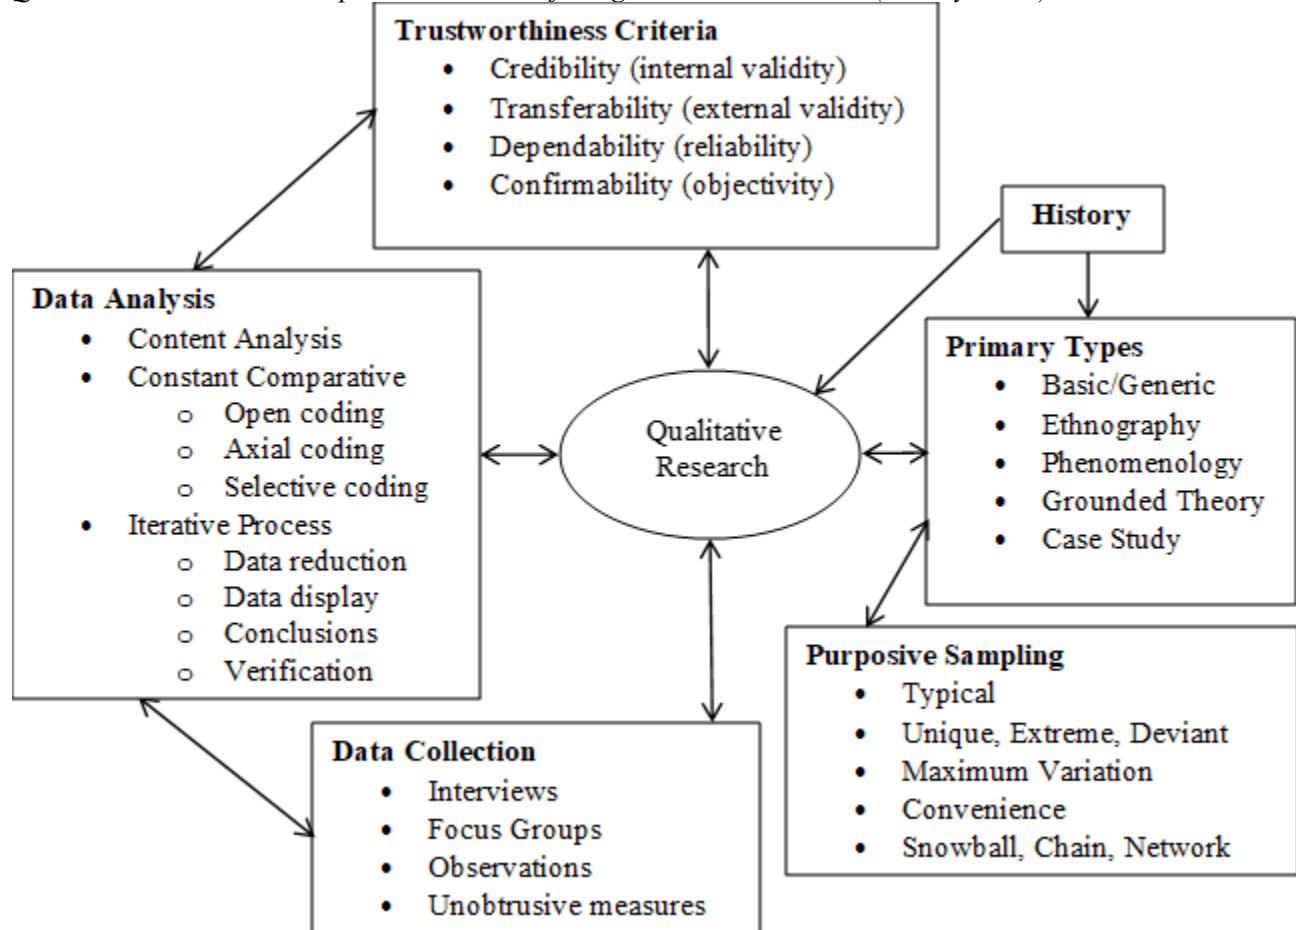 Trustworthiness Criteria
• Credibility (internal validity)
• Transferability (external validity)
• Dependability (reliability)
• Confirmability (objectivity)
History
Data Analysis
• Content Analysis
• Constant Comparative
o Open coding
o Axial coding
o Selective coding
• Iterative Process
o Data reduction
o Data display
o Conclusions
o Verification
Qualitative
Research
Primary Types
• Basic/Generic
• Ethnography
• Phenomenology
• Grounded Theory
• Case Study
Purposive Sampling
• Typical
• Unique, Extreme, Deviant
• Maximum Variation
• Convenience
• Snowball, Chain, Network
Data Collection
• Interviews
• Focus Groups
• Observations
• Unobtrusive measures